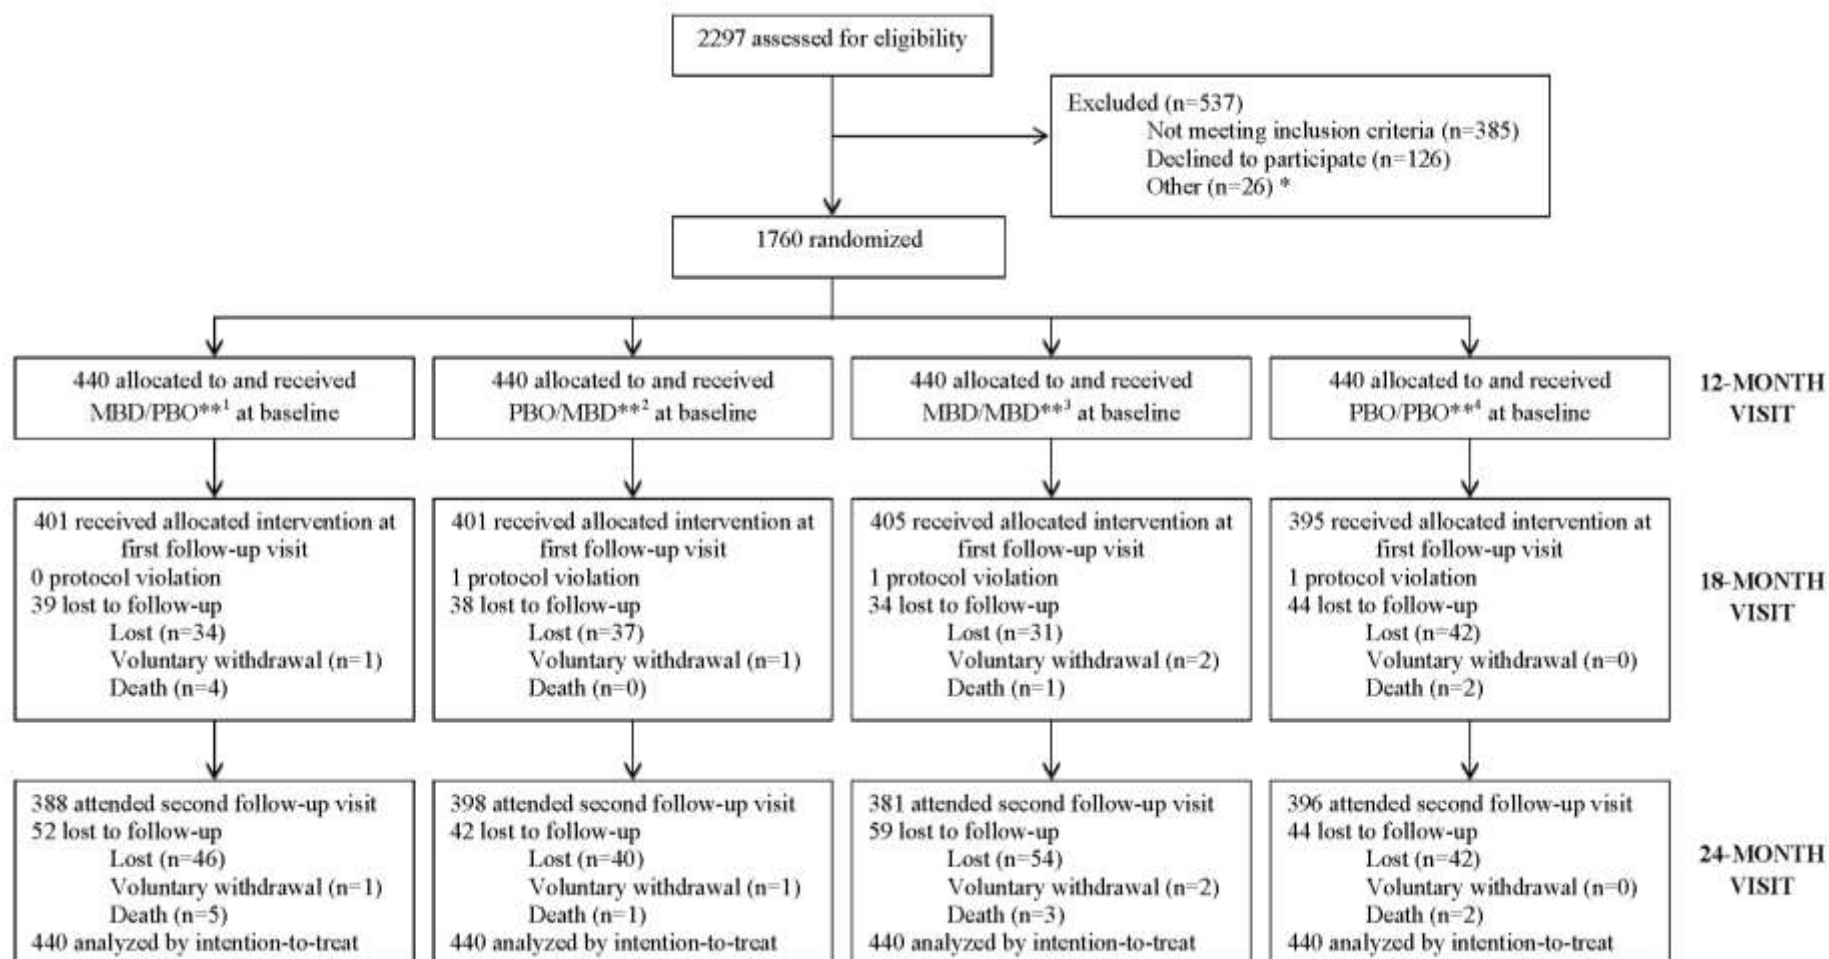 2297 assessed for eligibility
Excluded (n=537)
Not meeting inclusion criteria (n=385)
Declined to participate (n=126)
Other (n=26) *
1760 randomized
440 allocated to and received
MBD/PBO**¹ at baseline
440 allocated to and received
PBO/MBD**² at baseline
440 allocated to and received
MBD/MBD**³ at baseline
440 allocated to and received
PBO/PBO**⁴ at baseline
12-MONTH
VISIT
401 received allocated intervention at
first follow-up visit
0 protocol violation
39 lost to follow-up
Lost (n=34)
Voluntary withdrawal (n=1)
Death (n=4)
401 received allocated intervention at
first follow-up visit
1 protocol violation
38 lost to follow-up
Lost (n=37)
Voluntary withdrawal (n=1)
Death (n=0)
405 received allocated intervention at
first follow-up visit
1 protocol violation
34 lost to follow-up
Lost (n=31)
Voluntary withdrawal (n=2)
Death (n=1)
395 received allocated intervention at
first follow-up visit
1 protocol violation
44 lost to follow-up
Lost (n=42)
Voluntary withdrawal (n=0)
Death (n=2)
18-MONTH
VISIT
388 attended second follow-up visit
52 lost to follow-up
Lost (n=46)
Voluntary withdrawal (n=1)
Death (n=5)
440 analyzed by intention-to-treat
398 attended second follow-up visit
42 lost to follow-up
Lost (n=40)
Voluntary withdrawal (n=1)
Death (n=1)
440 analyzed by intention-to-treat
381 attended second follow-up visit
59 lost to follow-up
Lost (n=54)
Voluntary withdrawal (n=2)
Death (n=3)
440 analyzed by intention-to-treat
396 attended second follow-up visit
44 lost to follow-up
Lost (n=42)
Voluntary withdrawal (n=0)
Death (n=2)
440 analyzed by intention-to-treat
24-MONTH
VISIT